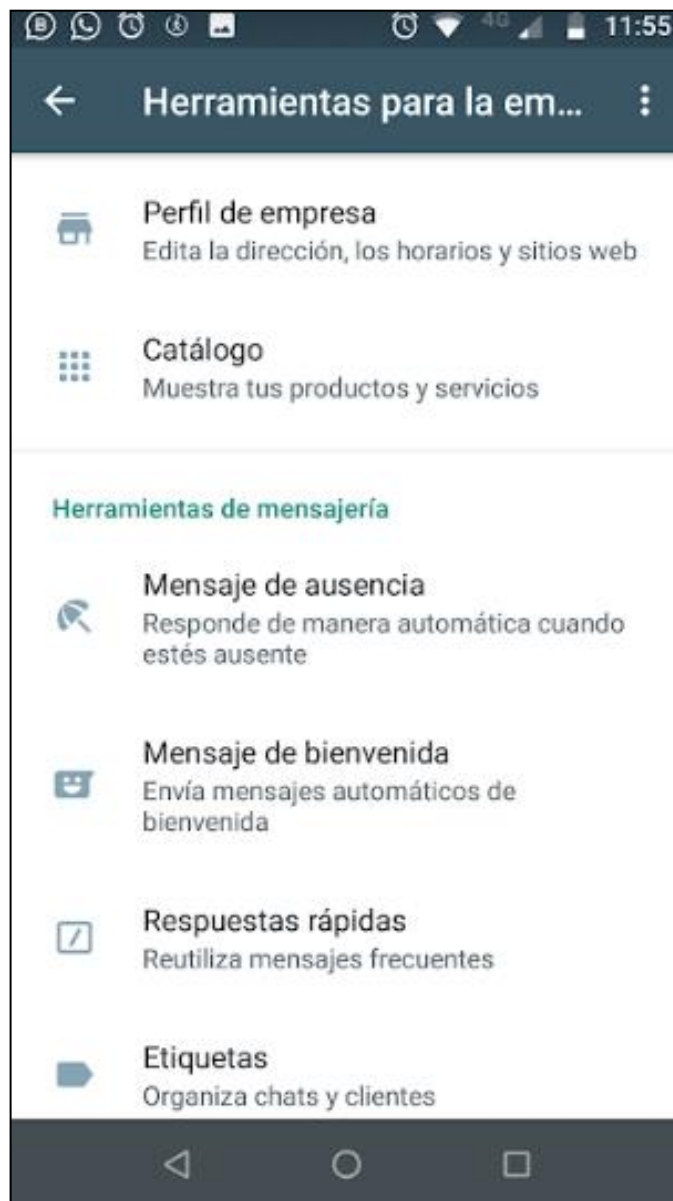 4G 11:55
Herramientas para la em...
Perfil de empresa
Edita la dirección, los horarios y sitios web
Catálogo
Muestra tus productos y servicios
Herramientas de mensajería
Mensaje de ausencia
Responde de manera automática cuando
estés ausente
Mensaje de bienvenida
Envía mensajes automáticos de
bienvenida
Respuestas rápidas
Reutiliza mensajes frecuentes
Etiquetas
Organiza chats y clientes